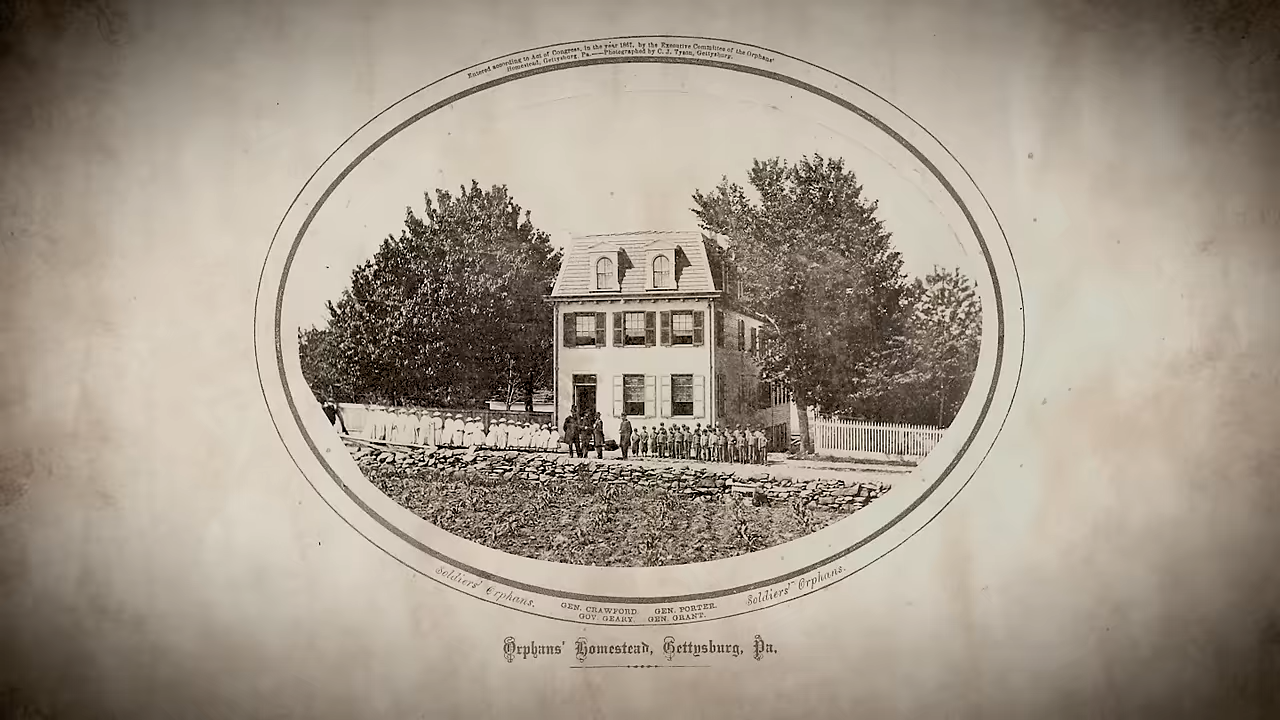 Entered according to Act of Congress, in the year 1867, by the Executive Committee of the Orphans'
Homestead, Gettysburg, Pa.—Photographed by C. J. Tyson, Gettysburg.
Soldiers' Orphans.
GEN. CRAWFORD. GEN. PORTER.
GOV. GEARY. GEN. GRANT.
Soldiers' Orphans.
Orphans' Homestead, Gettysburg, Pa.